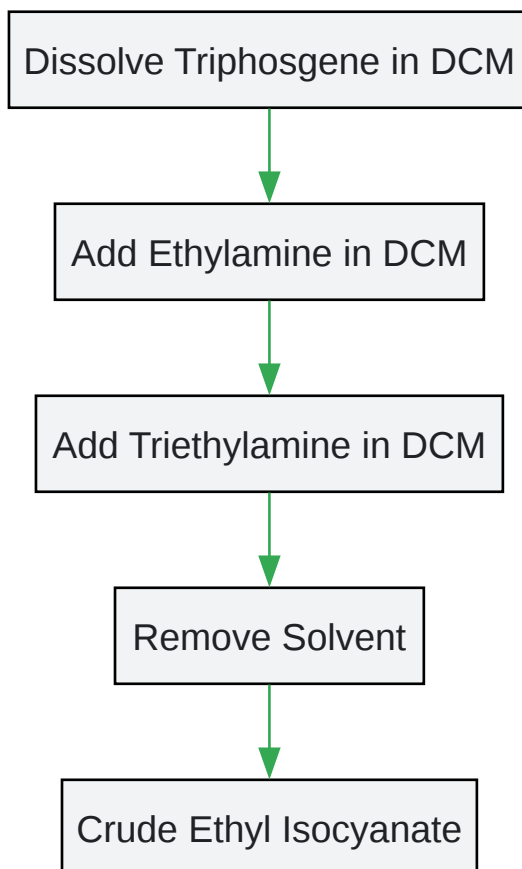 Dissolve Triphosgene in DCM
Add Ethylamine in DCM
Add Triethylamine in DCM
Remove Solvent
Crude Ethyl Isocyanate